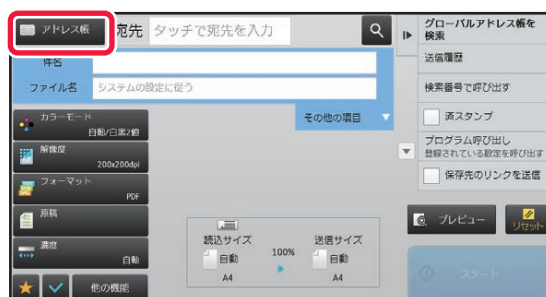 アドレス帳
宛先
タッチで宛先を入力
件名
ファイル名
システムの設定に従う
その他の項目
カラーモード
自動/白黒2値
解像度
200x200dpi
フォーマット
PDF
原稿
濃度
自動
他の機能
読込サイズ
自動
A4
100%
送信サイズ
自動
A4
グローバルアドレス帳を
検索
送信履歴
検索番号で呼び出す
済スタンプ
プログラム呼び出し
登録されている設定を呼び出す
保存先のリンクを送信
プレビュー
リセット
スタート